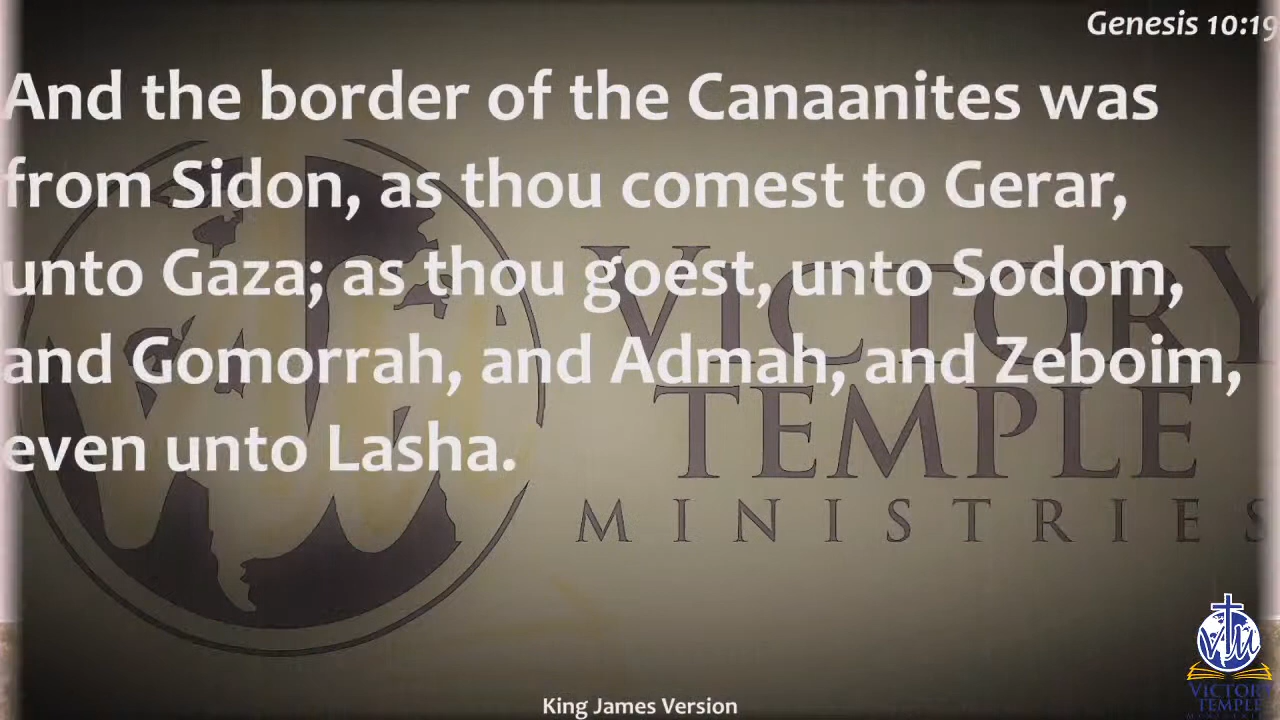 Genesis 10:19
And the border of the Canaanites was
from Sidon, as thou comest to Gerar,
unto Gaza; as thou goest, unto Sodom,
and Gomorrah, and Admah, and Zeboim,
even unto Lasha.
VICTORY
TEMPLE
MINISTRIES
King James Version
VICTORY
TEMPLE